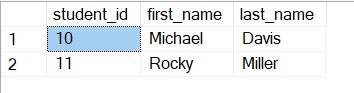 student_id first_name last_name
1 10 Michael Davis
2 11 Rocky Miller